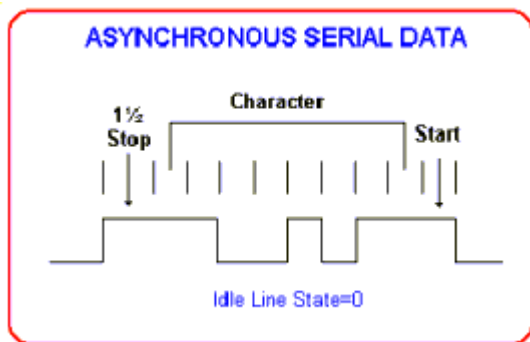 ASYNCHRONOUS SERIAL DATA
Character
1½
Stop
Start
Idle Line State=0